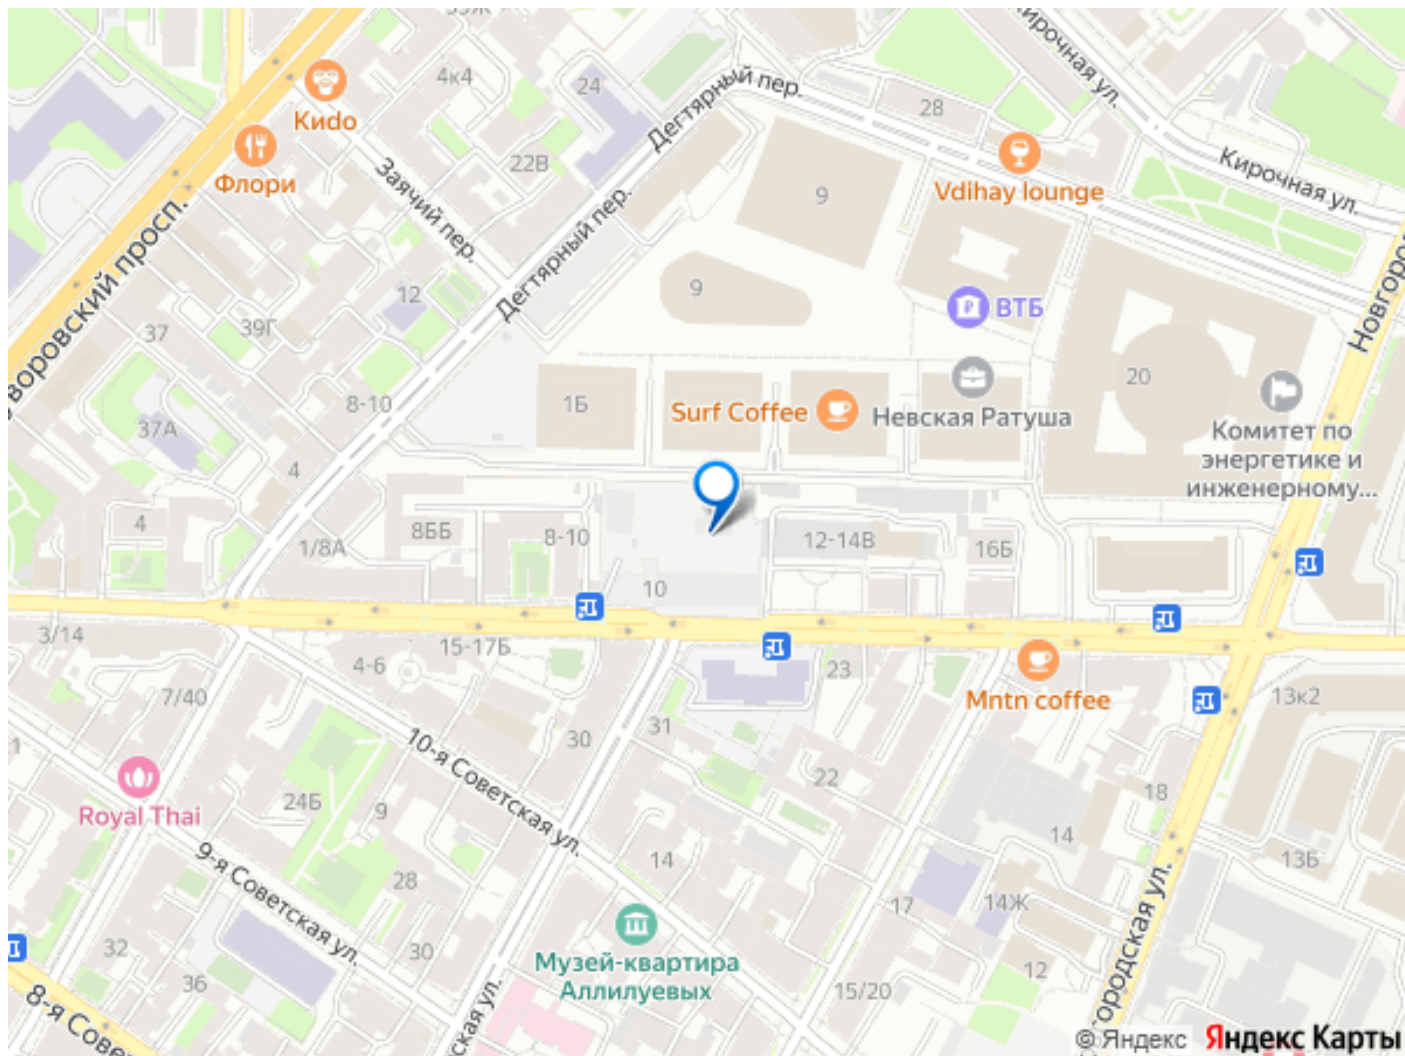 4к4
24
Кидо
Флори
22В
Дегтярный пер.
28
Кирочная ул.
Vdihay lounge
Кирочная ул.
Заячий пер.
Дегтярный пер.
9
9
12
39Г
37
ВТБ
20
8-10
37А
1Б
Surf Coffee
Невская Ратуша
Комитет по
энергетике и
инженерному...
4
4
1/8А
8ББ
8-10
10
12-14В
16Б
3/14
7/40
4-6
15-17Б
23
Mntn coffee
13к2
30
31
22
18
10-я Советская ул.
Royal Thai
24Б
9
14
14
13Б
9-я Советская ул.
28
30
32
36
17
14Ж
12
15/20
Музей-квартира
Аллилуевых
© Яндекс Яндекс Карты